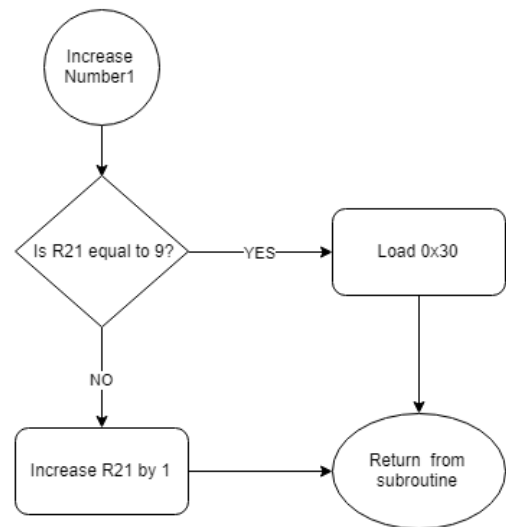 Increase
Number1
Is R21 equal to 9?
YES
Load 0x30
NO
Increase R21 by 1
Return from
subroutine